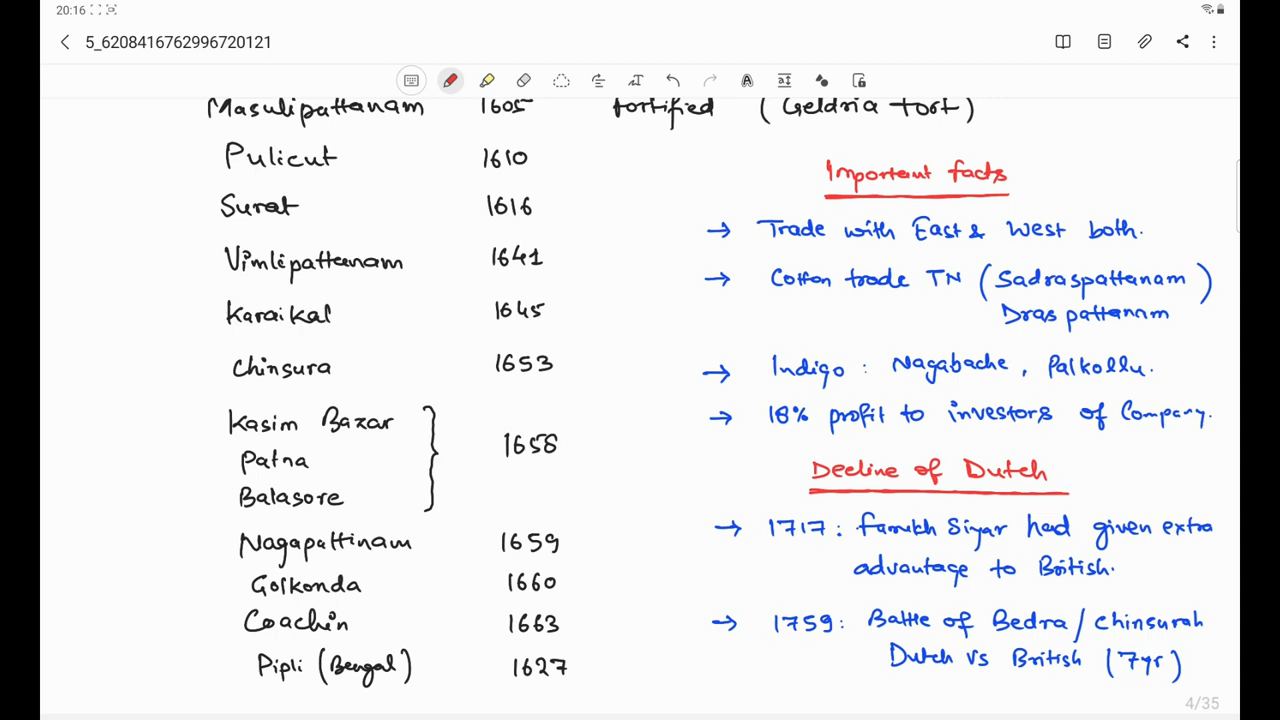 20:16
5_6208416762996720121
Masulipattanam 1605 fortified (Geldria fort)
Pulicut 1610
Surat 1616
Vimlipattanam 1641
Karaikal 1645
Chinsura 1653
Kasim Bazar
Patna 1658
Balasore
Nagapattinam 1659
Golkonda 1660
Coachin 1663
Pipli (Bengal) 1627
Important facts
→ Trade with East & West both.
→ Cotton trade TN (Sadraspattanam)
Dras pattanam
→ Indigo : Nagabache, Palkollu.
→ 18% profit to investors of Company.
Decline of Dutch
→ 1717: Farrukh Siyar had given extra
advantage to British.
→ 1759: Battle of Bedra / Chinsurah
Dutch vs British (7yr)
4/35